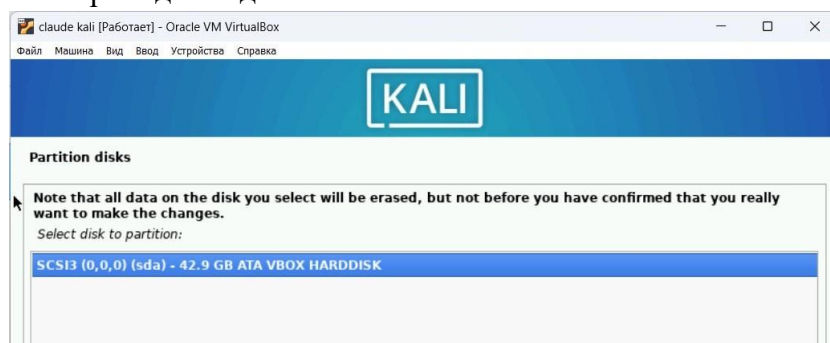 claude kali [Работает] - Oracle VM VirtualBox
Файл Машина Вид Ввод Устройства Справка
KALI
Partition disks
Note that all data on the disk you select will be erased, but not before you have confirmed that you really
want to make the changes.
Select disk to partition:
SCSI3 (0,0,0) (sda) - 42.9 GB ATA VBOX HARDDISK